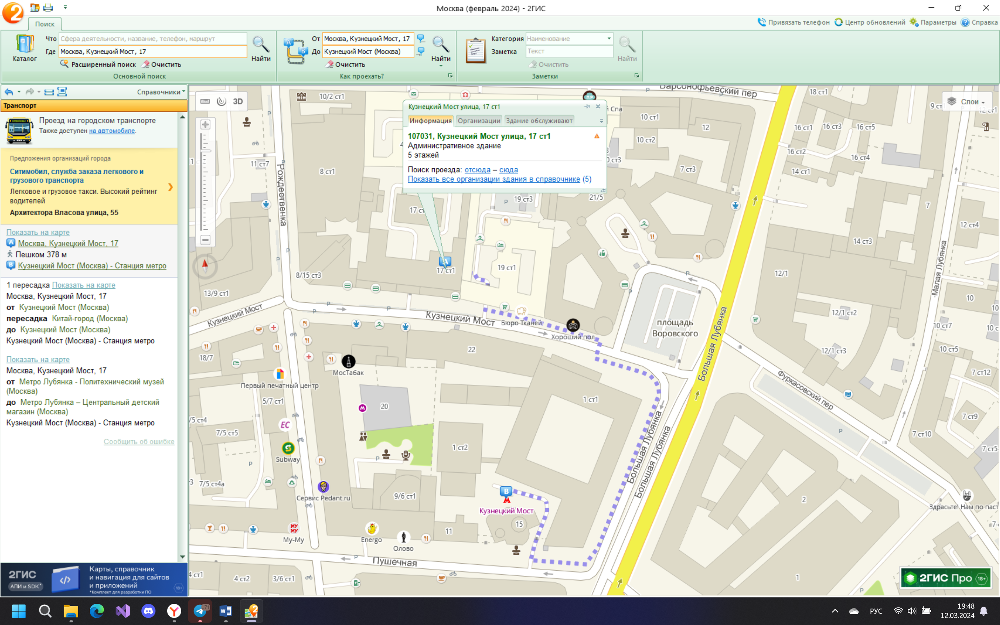 Москва (февраль 2024) - 2ГИС
Поиск
Привязать телефон
Центр обновлений
Параметры
Справка
Каталог
Что
Сфера деятельности, название, телефон, маршрут
Где
Москва, Кузнецкий Мост, 17
Расширенный поиск
Очистить
Найти
Основной поиск
От
Москва, Кузнецкий Мост, 17
До
Кузнецкий Мост (Москва)
Очистить
Найти
Как проехать?
Категория
Наименование
Заметка
Текст
Очистить
Найти
Заметки
Справочники
Транспорт
Проезд на городском транспорте
Также доступен на автомобиле.
Предложения организаций города
Ситимобил, служба заказа легкового и
грузового транспорта
Легковое и грузовое такси. Высокий рейтинг
водителей
Архитектора Власова улица, 55
Показать на карте
A Москва, Кузнецкий Мост, 17
Пешком 378 м
B Кузнецкий Мост (Москва) - Станция метро
1 пересадка Показать на карте
Москва, Кузнецкий Мост, 17
от Кузнецкий Мост (Москва)
пересадка Китай-город (Москва)
до Кузнецкий Мост (Москва)
Кузнецкий Мост (Москва) - Станция метро
Показать на карте
Москва, Кузнецкий Мост, 17
от Метро Лубянка - Политехнический музей
(Москва)
до Метро Лубянка – Центральный детский
магазин (Москва)
Кузнецкий Мост (Москва) - Станция метро
Сообщить об ошибке
2ГИС
АПИ и SDK*
Карты, справочник
и навигация для сайтов
и приложений
*Комплект для разработки ПО
18+
3D
Слои
Кузнецкий Мост улица, 17 ст1
Информация
Организации
Здание обслуживают
107031, Кузнецкий Мост улица, 17 ст1
Административное здание
5 этажей
Поиск проезда: отсюда – сюда
Показать все организации здания в справочнике (5)
Варсонофьевский пер
10/2 ст1
18 ст1
Спа
10 ст1
12
16 ст1
16 ст3
16 ст5
10 ст2
16 ст2
16 ст4
11 ст7
8 ст1
7 ст3
14 ст1
Рождественка
21/5
19 ст3
7
12 ст4
14 ст3
17 ст1
19 ст1
8/15 ст3
12/1
Малая Лубянка
13/9 ст1
10
Кузнецкий Мост
Кузнецкий Мост
Бюро Тканей
Хороший пол
площадь
Воровского
Большая Лубянка
12/1 ст2
10 ст7
22
12/1 ст3
10 ст5
18/7
МосТабак
7 ст12
Первый печатный центр
Фуркасовский пер
5/7 ст1
20
1 ст1
7 ст9
7/5 ст5
EC
7 ст10
1 ст2
Subway
Большая Лубянка
Большая Лубянка
7/5 ст4а
Сервис Pedant.ru
9/6 ст1
B
Кузнецкий Мост
2
Здрасьте! Нам по паст
15
11
МУ
МУ
Му-Му
Energo
Олово
Пушечная
4 ст2
3/6 ст1
1
2ГИС Про 18+
71
РУС
19:48
12.03.2024